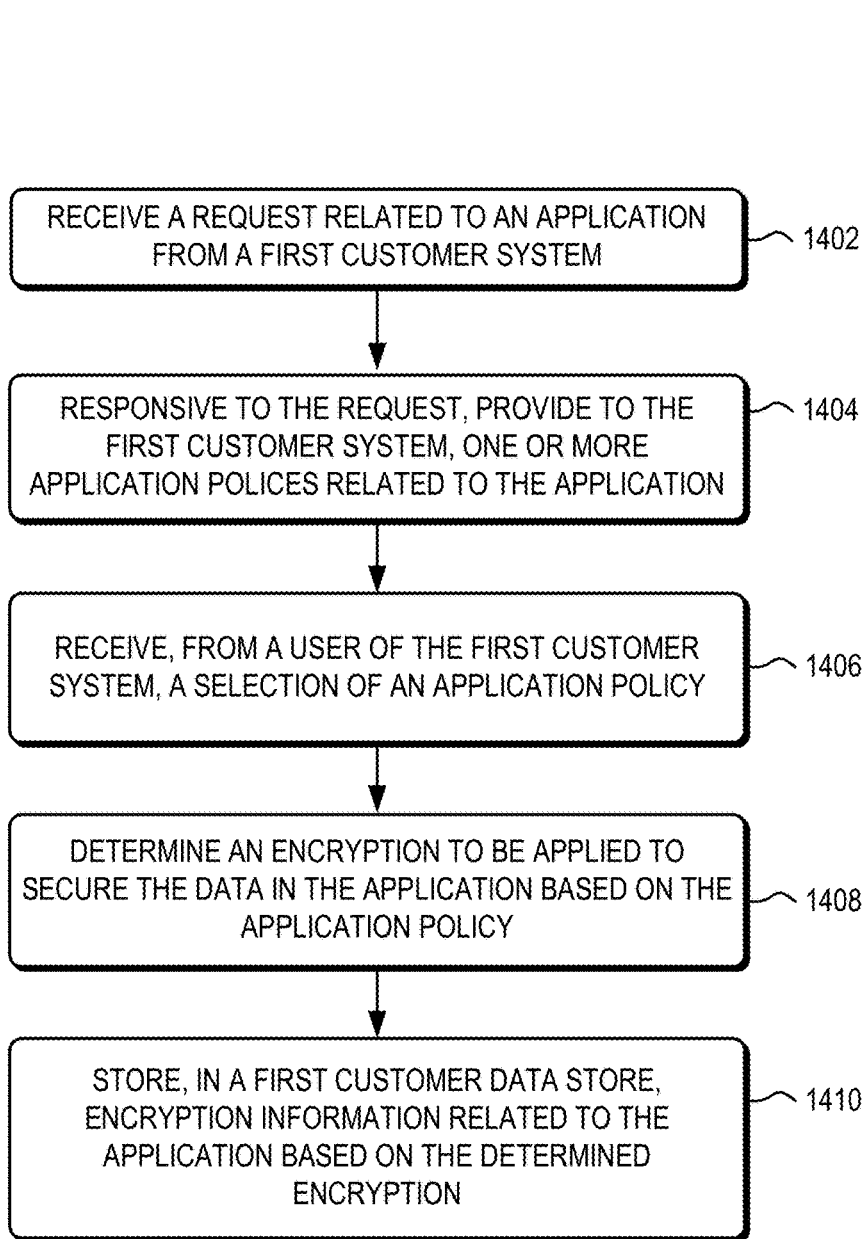 RECEIVE A REQUEST RELATED TO AN APPLICATION
FROM A FIRST CUSTOMER SYSTEM
1402
RESPONSIVE TO THE REQUEST, PROVIDE TO THE
FIRST CUSTOMER SYSTEM, ONE OR MORE
APPLICATION POLICES RELATED TO THE APPLICATION
1404
RECEIVE, FROM A USER OF THE FIRST CUSTOMER
SYSTEM, A SELECTION OF AN APPLICATION POLICY
1406
DETERMINE AN ENCRYPTION TO BE APPLIED TO
SECURE THE DATA IN THE APPLICATION BASED ON THE
APPLICATION POLICY
1408
STORE, IN A FIRST CUSTOMER DATA STORE,
ENCRYPTION INFORMATION RELATED TO THE
APPLICATION BASED ON THE DETERMINED
ENCRYPTION
1410